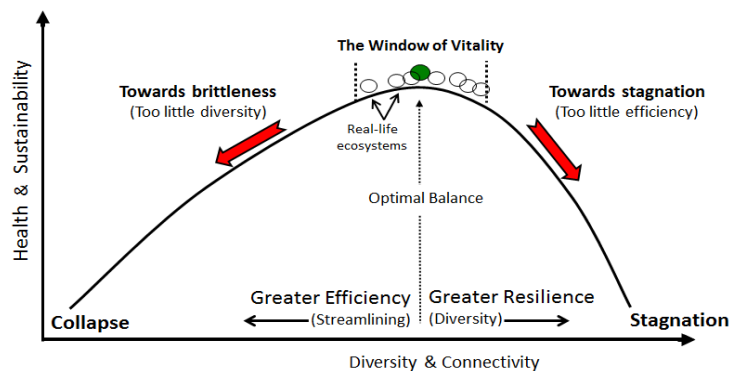 The Window of Vitality
Towards brittleness
(Too little diversity)
Towards stagnation
(Too little efficiency)
Real-life
ecosystems
Optimal Balance
Health & Sustainability
Greater Efficiency
(Streamlining)
Greater Resilience
(Diversity)
Collapse
Stagnation
Diversity & Connectivity